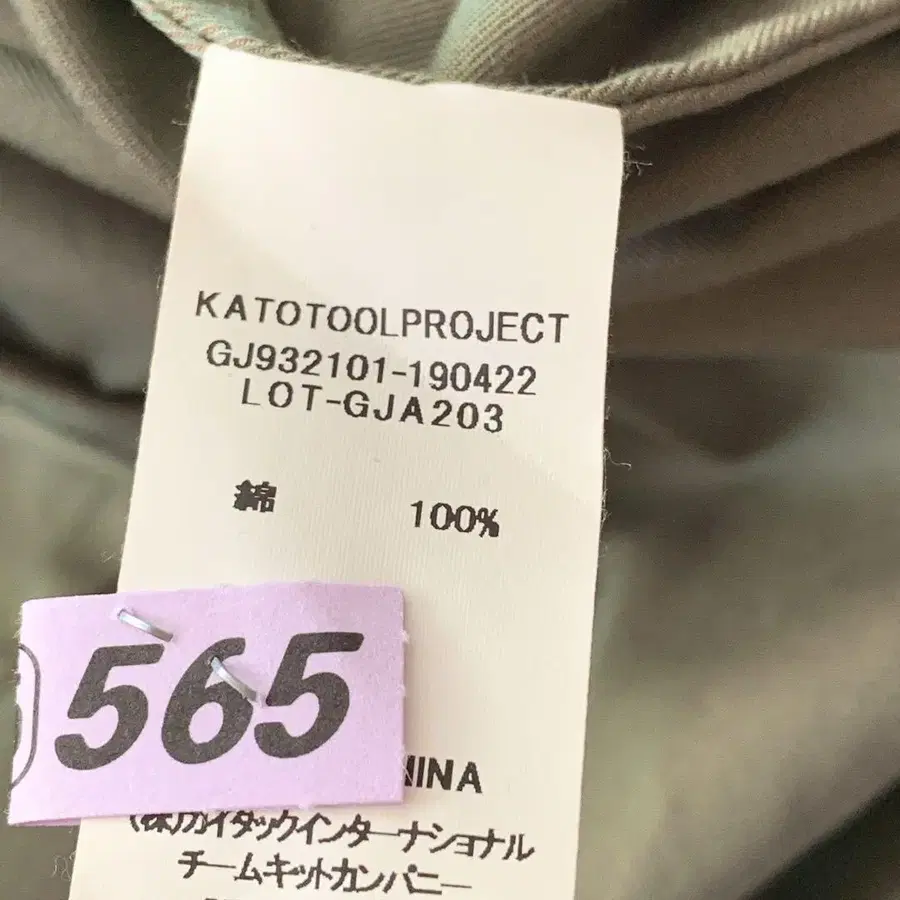 KATOTOOLPROJECT
GJ932101-190422
LOT-GJA203
綿 100%
565
(株)カイタックインターナショナル
チームキットカンパニー